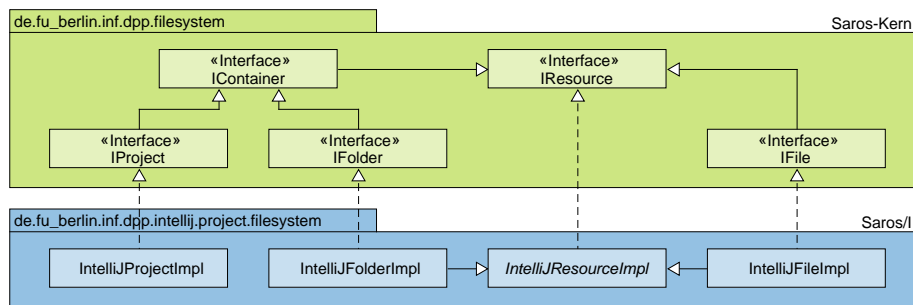 de.fu_berlin.inf.dpp.filesystem
Saros-Kern
«Interface»
IContainer
«Interface»
IResource
«Interface»
IProject
«Interface»
IFolder
«Interface»
IFile
de.fu_berlin.inf.dpp.intellij.project.filesystem
Saros/I
IntelliJProjectImpl
IntelliJFolderImpl
IntelliJResourceImpl
IntelliJFileImpl